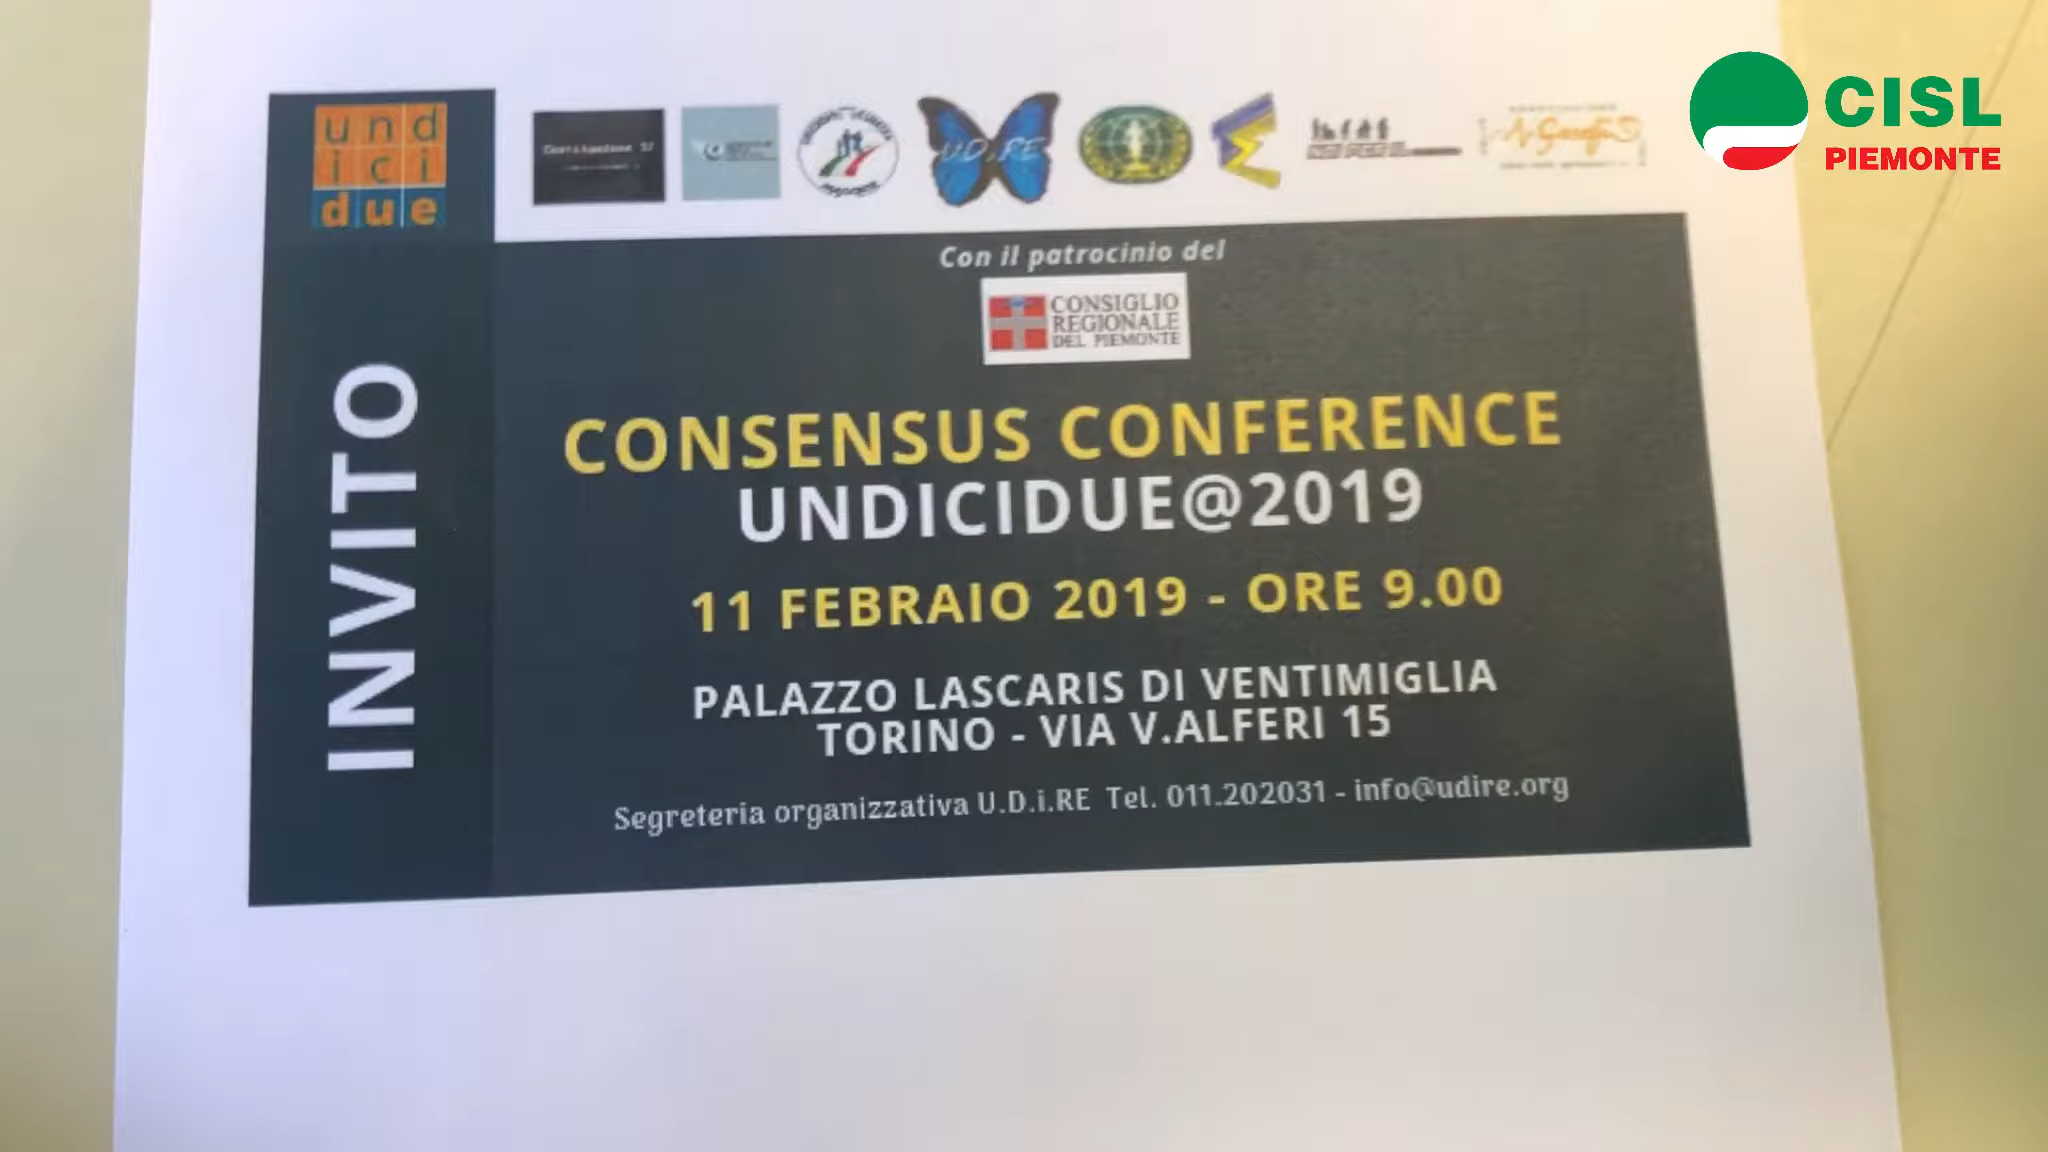 und
ici
due
UD.RE
CISL
PIEMONTE
INVITO
Con il patrocinio del
CONSIGLIO
REGIONALE
DEL PIEMONTE
CONSENSUS CONFERENCE
UNDICIDUE@2019
11 FEBRAIO 2019 - ORE 9.00
PALAZZO LASCARIS DI VENTIMIGLIA
TORINO - VIA V.ALFERI 15
Segreteria organizzativa U.D.i.RE Tel. 011.202031 - info@udire.org